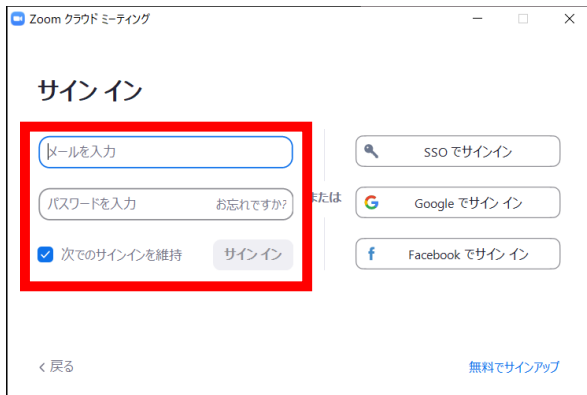 Zoom クラウド ミーティング
サイン イン
メールを入力
パスワードを入力 お忘れですか?
次でのサインインを維持 サイン イン
または
SSO でサインイン
Google でサイン イン
Facebook でサイン イン
戻る
無料でサインアップ